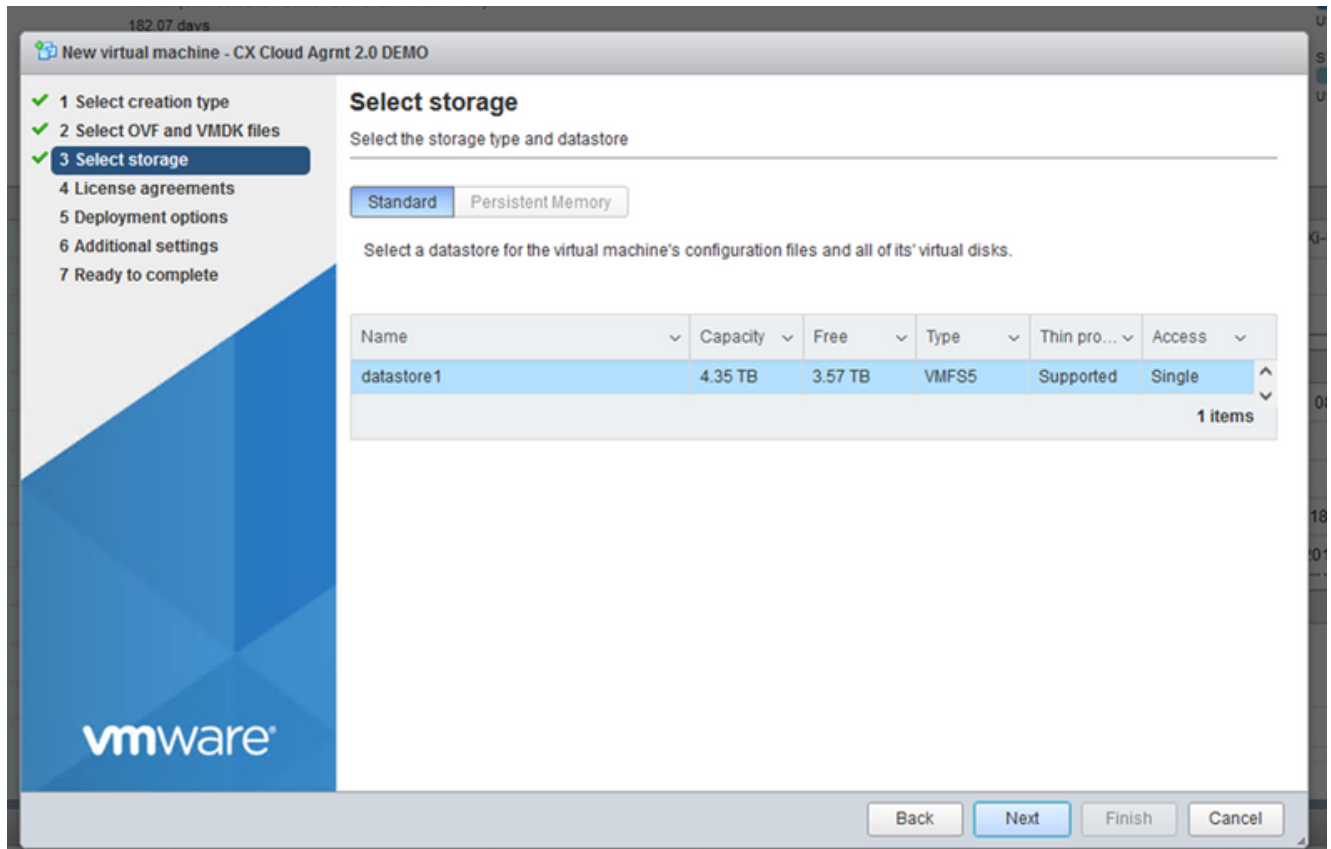 182.07 days
New virtual machine - CX Cloud Agrnt 2.0 DEMO
1 Select creation type
2 Select OVF and VMDK files
3 Select storage
4 License agreements
5 Deployment options
6 Additional settings
7 Ready to complete
Select storage
Select the storage type and datastore
Standard Persistent Memory
Select a datastore for the virtual machine's configuration files and all of its' virtual disks.
Name Capacity Free Type Thin pro... Access
datastore1 4.35 TB 3.57 TB VMFS5 Supported Single
1 items
vmware®
Back Next Finish Cancel